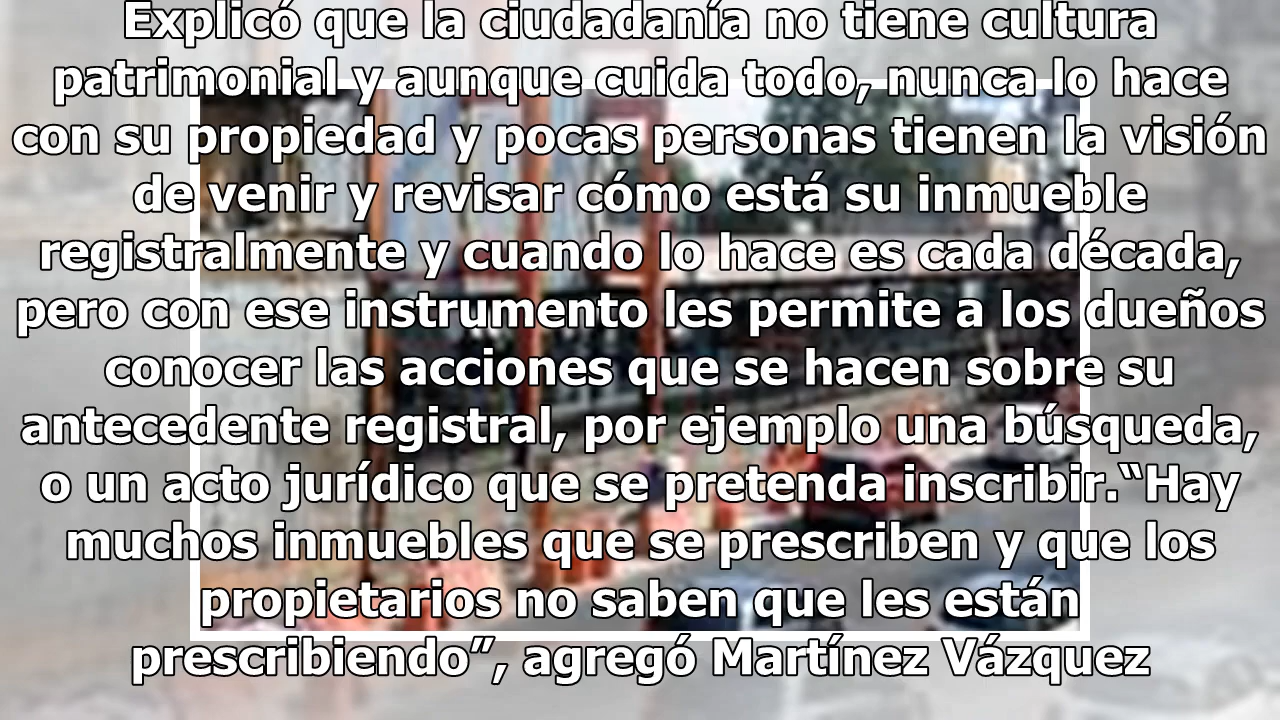 Explicó que la ciudadanía no tiene cultura
patrimonial y aunque cuida todo, nunca lo hace
con su propiedad y pocas personas tienen la visión
de venir y revisar cómo está su inmueble
registralmente y cuando lo hace es cada década,
pero con ese instrumento les permite a los dueños
conocer las acciones que se hacen sobre su
antecedente registral, por ejemplo una búsqueda,
o un acto jurídico que se pretenda inscribir.“Hay
muchos inmuebles que se prescriben y que los
propietarios no saben que les están
prescribiendo”, agregó Martínez Vázquez